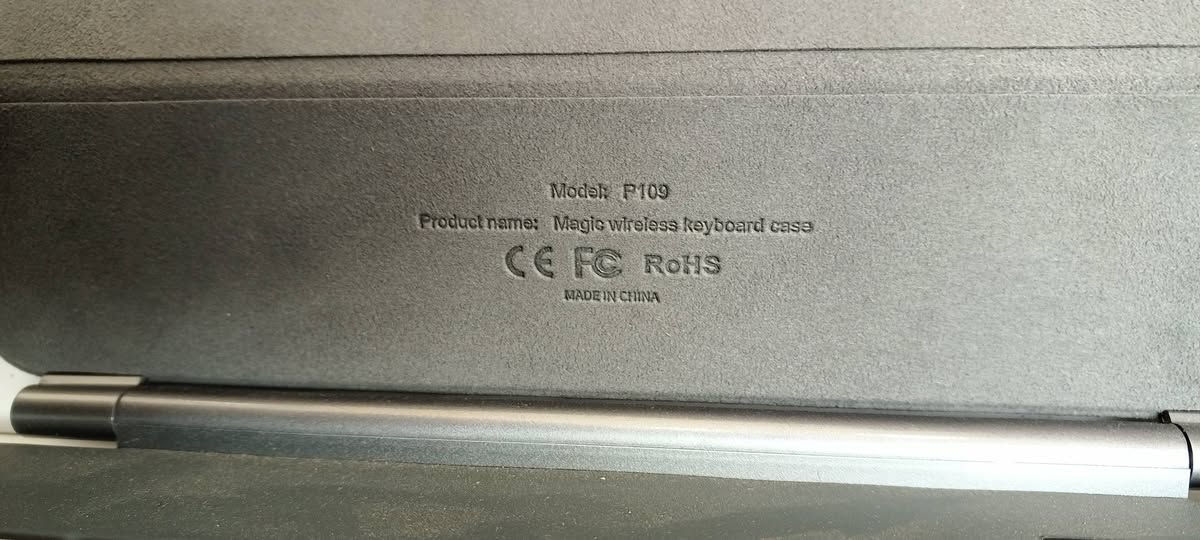 Model: P109
Product name: Magic wireless keyboard case
CE FC RoHS
MADE IN CHINA